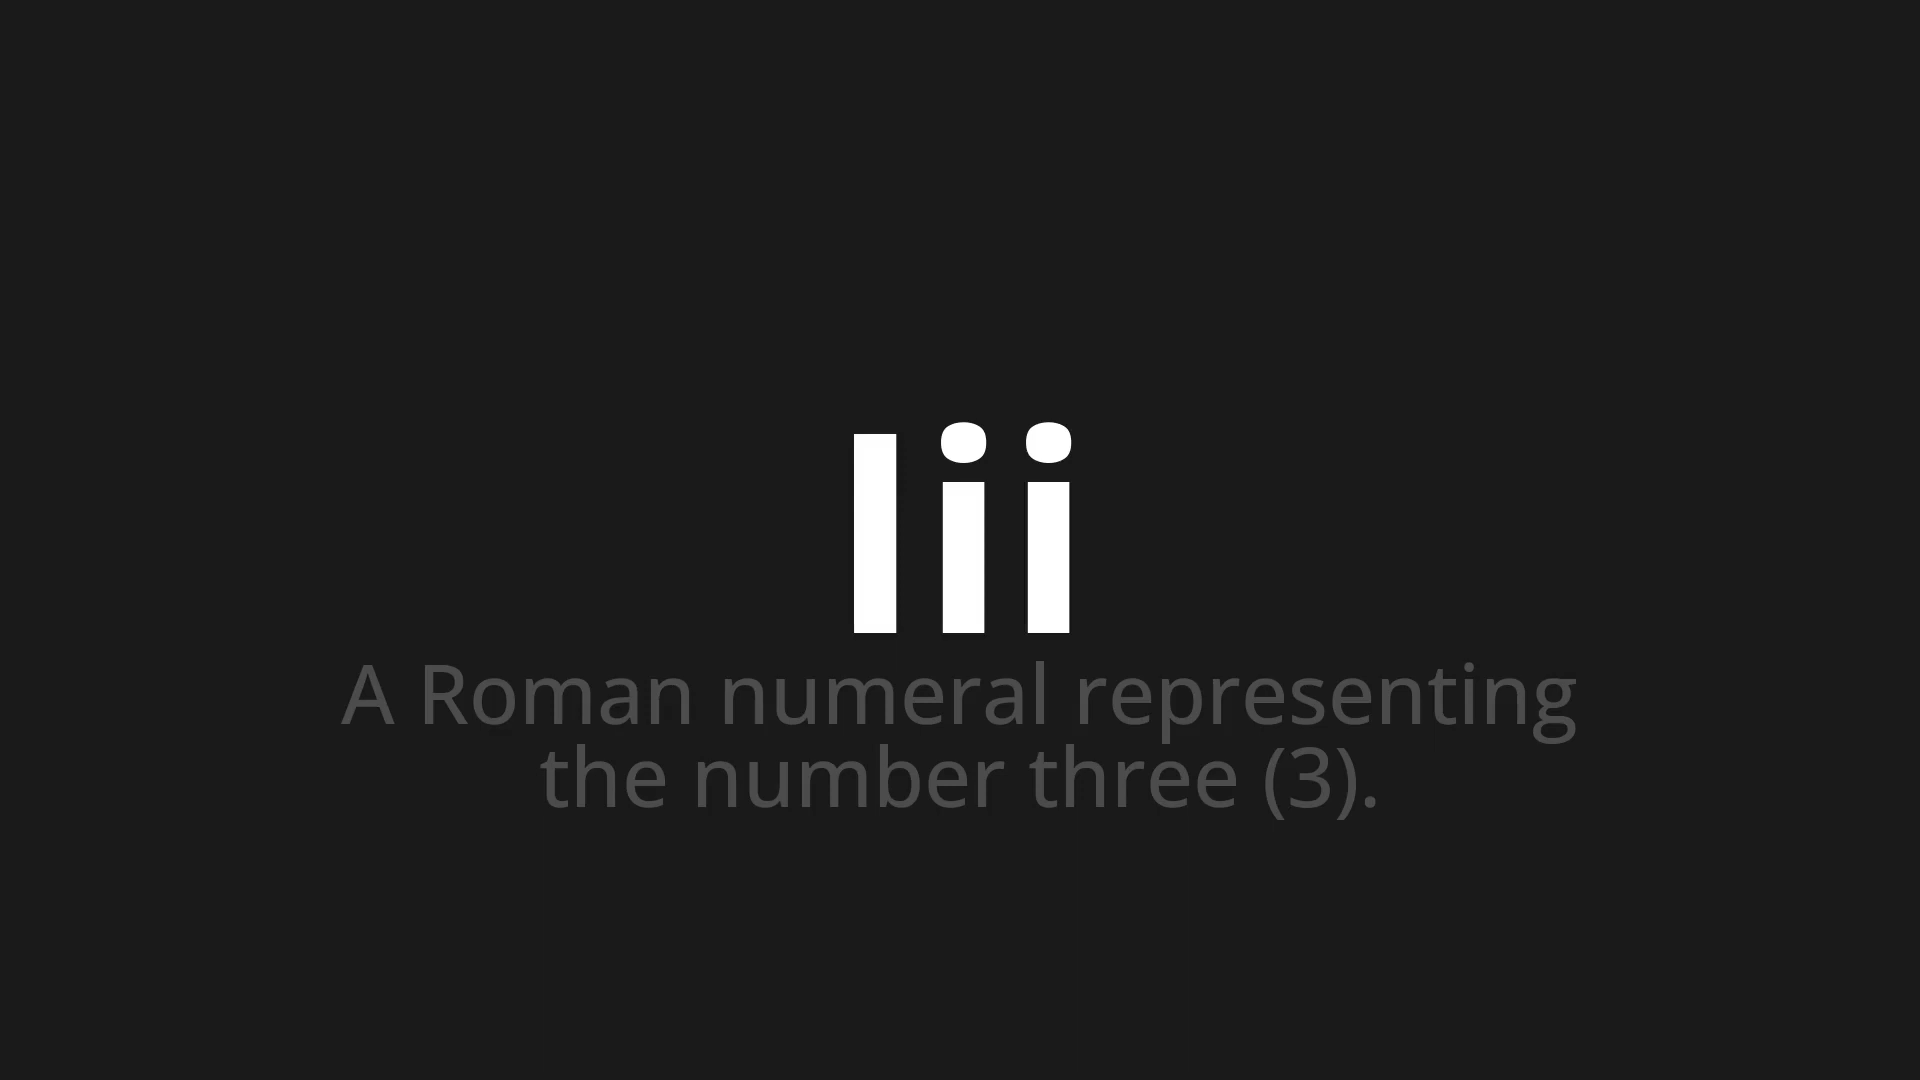 Iii
A Roman numeral representing
the number three (3).